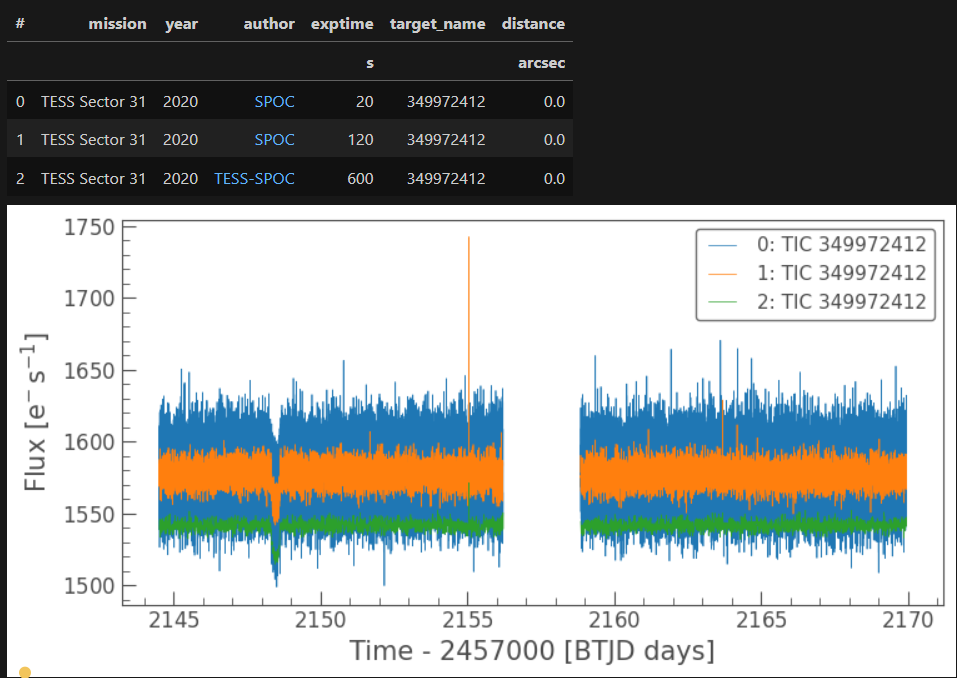 # mission year author exptime target_name distance
s arcsec
0 TESS Sector 31 2020 SPOC 20 349972412 0.0
1 TESS Sector 31 2020 SPOC 120 349972412 0.0
2 TESS Sector 31 2020 TESS-SPOC 600 349972412 0.0
1750
1700
1650
1600
1550
1500
Flux [e⁻ s⁻¹]
0: TIC 349972412
1: TIC 349972412
2: TIC 349972412
2145 2150 2155 2160 2165 2170
Time - 2457000 [BTJD days]